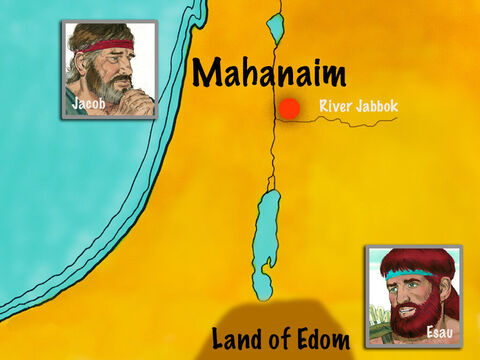 Mahanaim
Jacob
River Jabbok
Land of Edom
Esau